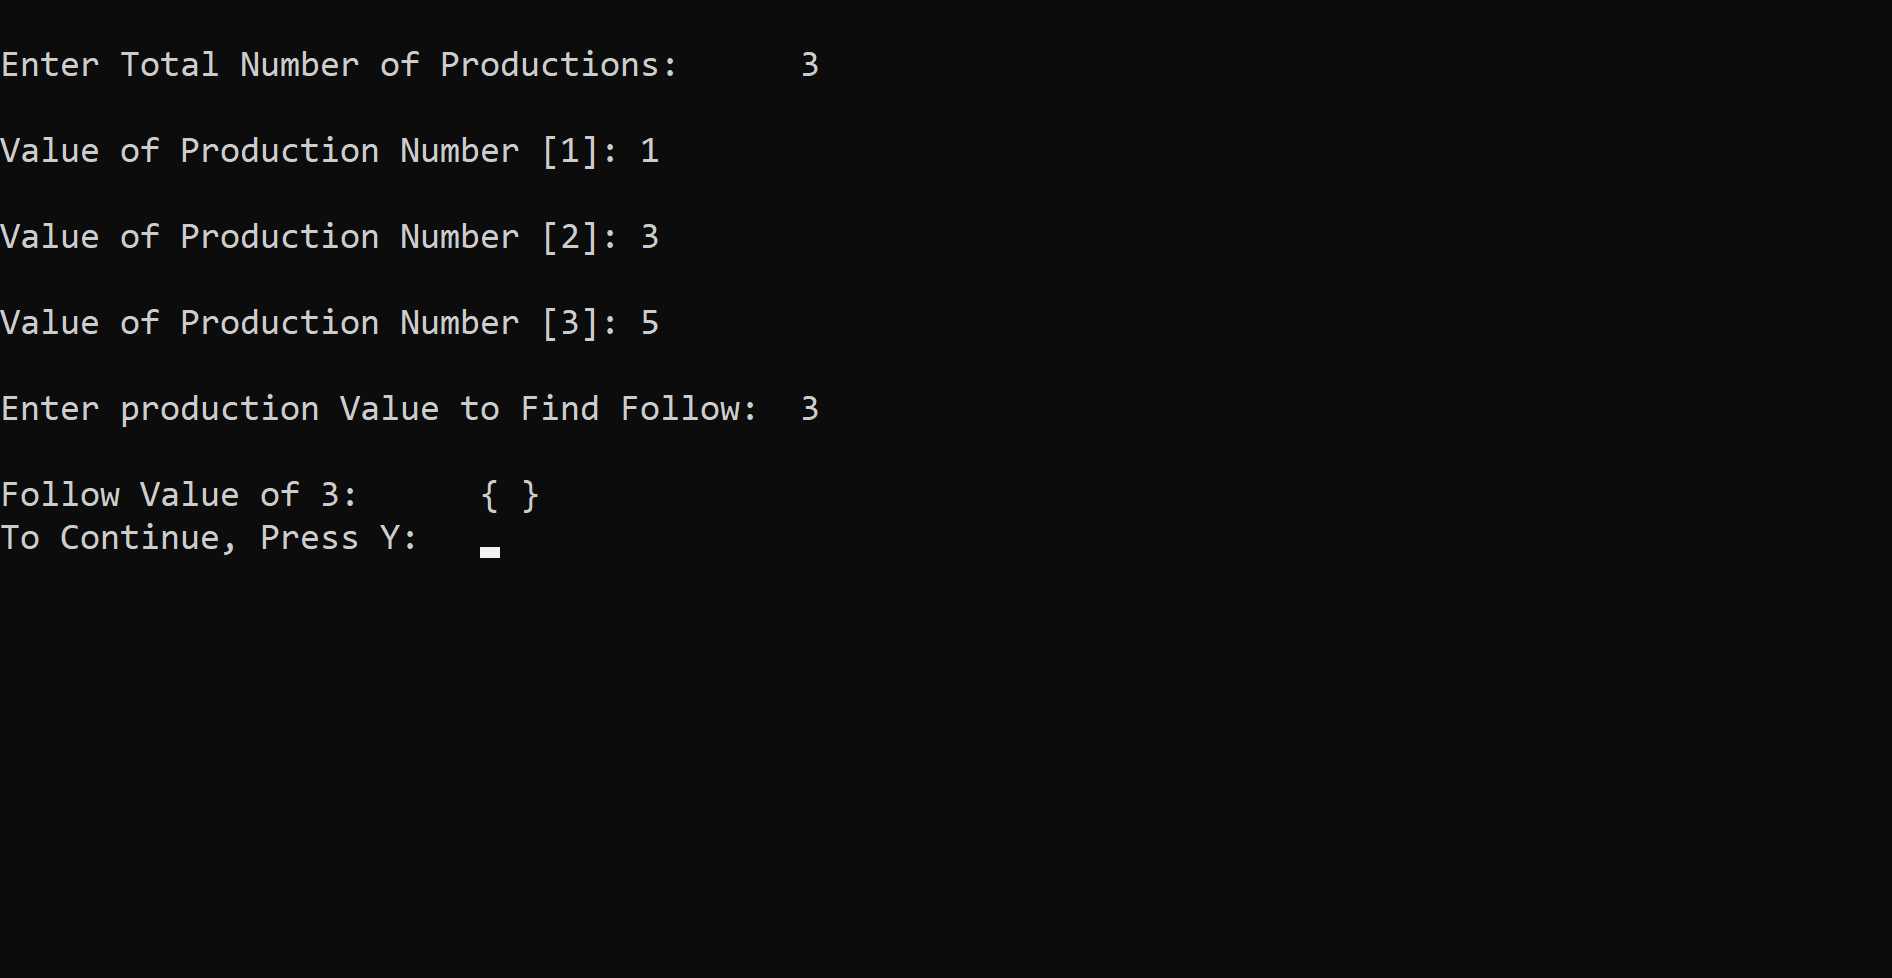 Enter Total Number of Productions:      3
Value of Production Number [1]: 1
Value of Production Number [2]: 3
Value of Production Number [3]: 5
Enter production Value to Find Follow:  3
Follow Value of 3:      { }
To Continue, Press Y: